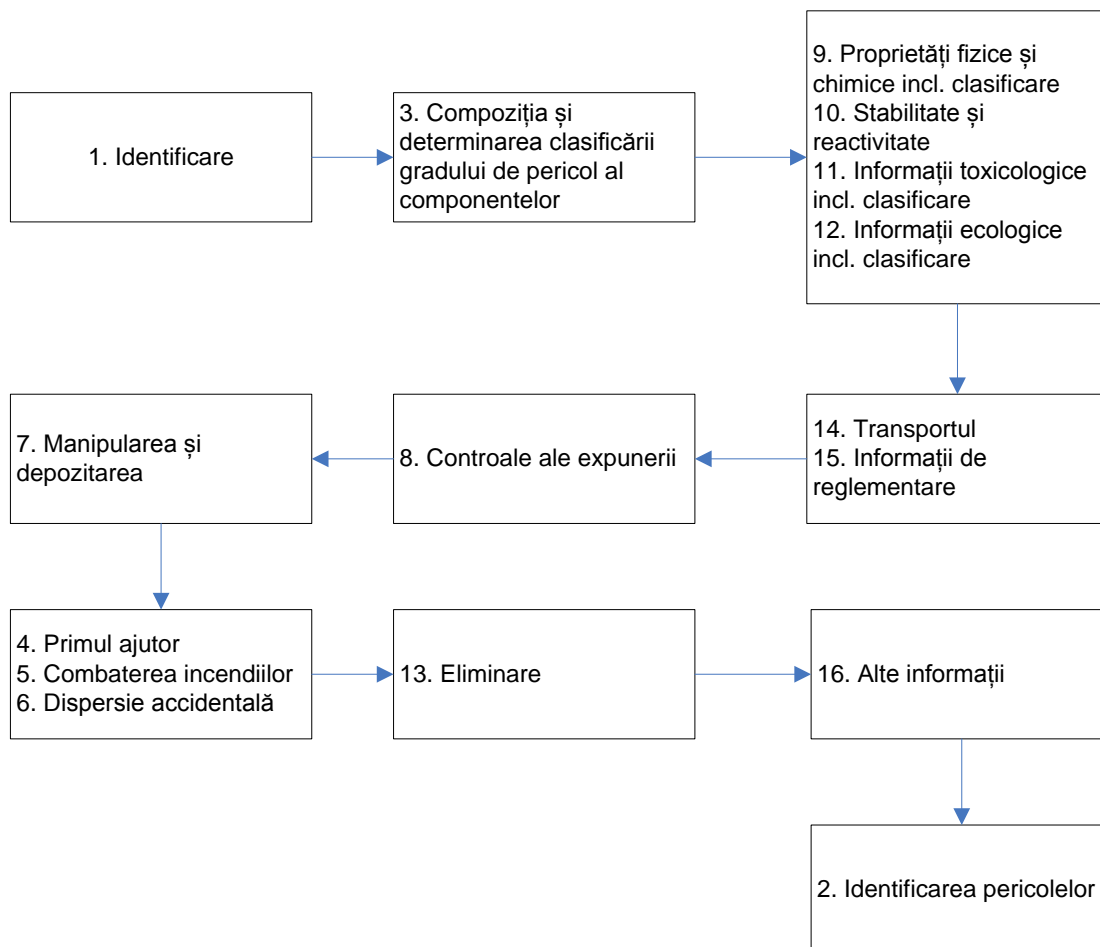 1. Identificare
3. Compoziția și
determinarea clasificării
gradului de pericol al
componentelor
9. Proprietăți fizice și
chimice incl. clasificare
10. Stabilitate și
reactivitate
11. Informații toxicologice
incl. clasificare
12. Informații ecologice
incl. clasificare
14. Transportul
15. Informații de
reglementare
8. Controale ale expunerii
7. Manipularea și
depozitarea
4. Primul ajutor
5. Combaterea incendiilor
6. Dispersie accidentală
13. Eliminare
16. Alte informații
2. Identificarea pericolelor